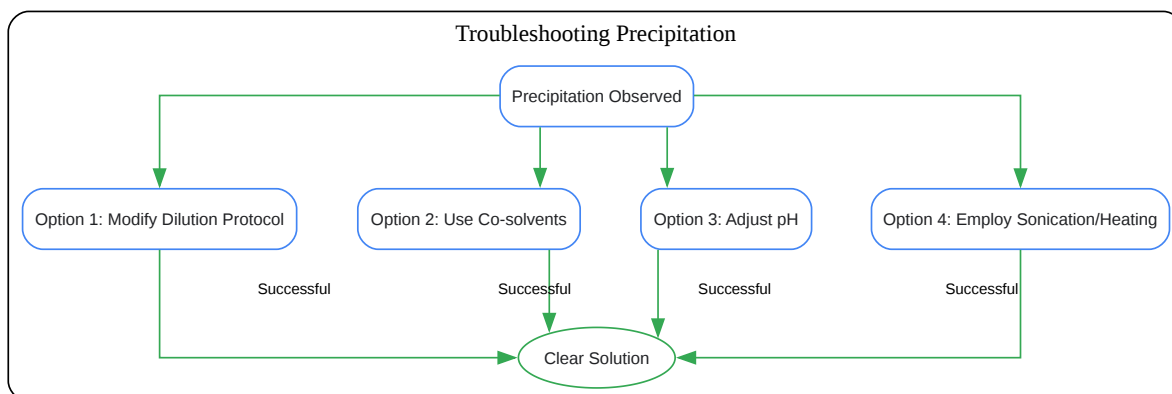 Troubleshooting Precipitation
Precipitation Observed
Option 1: Modify Dilution Protocol
Option 2: Use Co-solvents
Option 3: Adjust pH
Option 4: Employ Sonication/Heating
Successful
Successful
Successful
Successful
Clear Solution